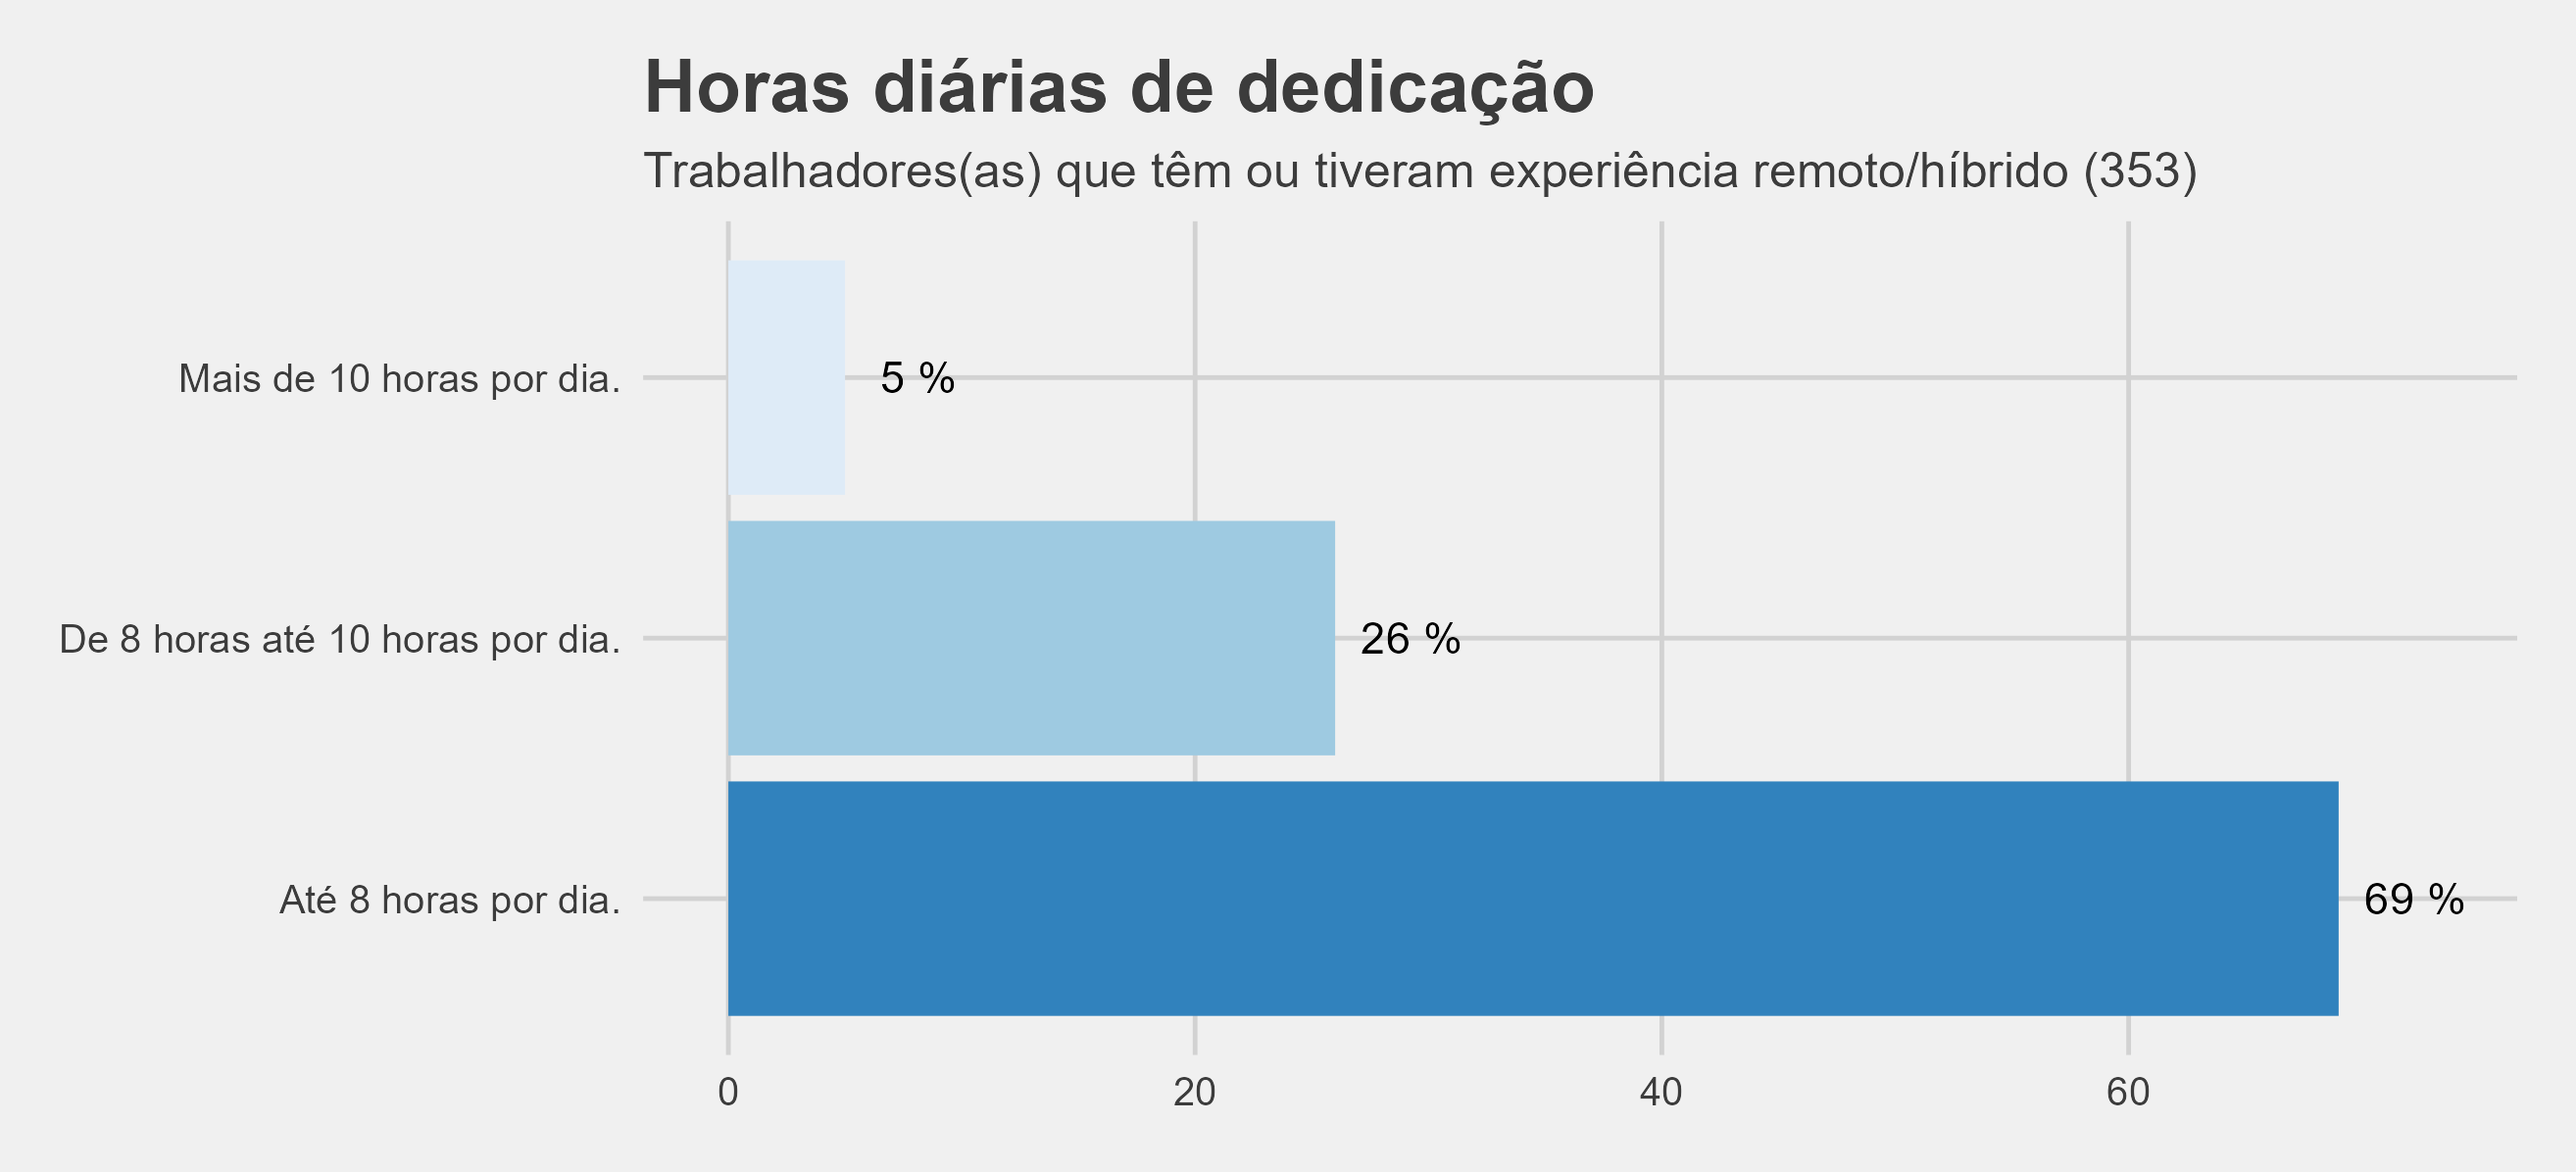 Horas diárias de dedicação
Trabalhadores(as) que têm ou tiveram experiência remoto/híbrido (353)
Mais de 10 horas por dia.
5 %
De 8 horas até 10 horas por dia.
26 %
Até 8 horas por dia.
69 %
0 20 40 60